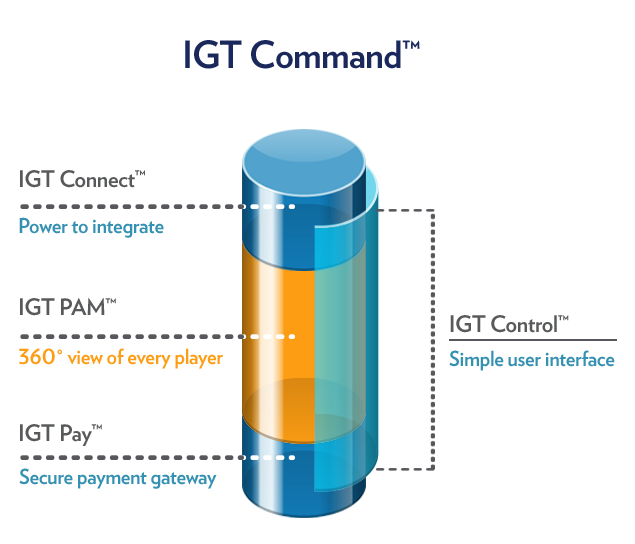 IGT Command™
IGT Connect™
Power to integrate
IGT PAM™
360° view of every player
IGT Control™
Simple user interface
IGT Pay™
Secure payment gateway